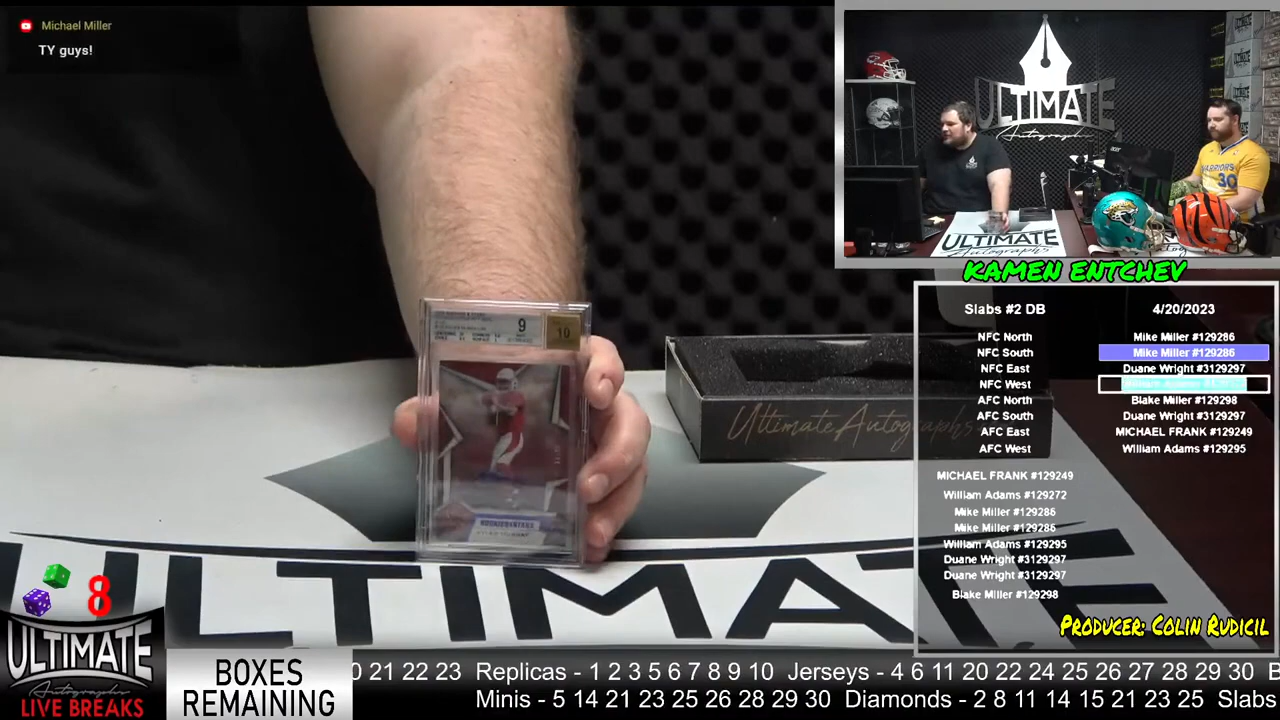 Michael Miller
TY guys!
ULTIMATE
Autographs
WARRIORS
30
ULTIMATE
Autographs
KAMEN ENTCHEV
Slabs #2 DB 4/20/2023
NFC North Mike Miller #129286
NFC South Mike Miller #129286
NFC East Duane Wright #3129297
NFC West
AFC North Blake Miller #129298
AFC South Duane Wright #3129297
AFC East MICHAEL FRANK #129249
AFC West William Adams #129295
MICHAEL FRANK #129249
William Adams #129272
Mike Miller #129286
Mike Miller #129286
William Adams #129295
Duane Wright #3129297
Duane Wright #3129297
Blake Miller #129298
PRODUCER: COLIN RUDICIL
9
10
Ultimate Autographs
ULTIMATE
8
ULTIMATE
Autographs
LIVE BREAKS
BOXES
REMAINING
0 21 22 23 Replicas - 1 2 3 5 6 7 8 9 10 Jerseys - 4 6 11 20 22 24 25 26 27 28 29 30 B
Minis - 5 14 21 23 25 26 28 29 30 Diamonds - 2 8 11 14 15 21 23 25 Slabs